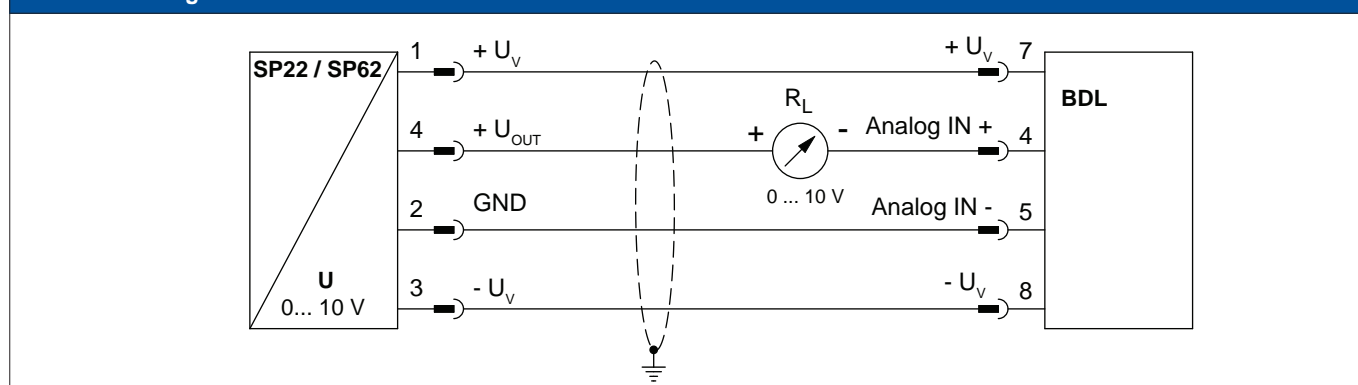 SP22 / SP62
U
0... 10 V
1 + U_V
4 + U_OUT
2 GND
3 - U_V
R_L
+ -
0 ... 10 V
+ U_V 7
Analog IN + 4
Analog IN - 5
- U_V 8
BDL